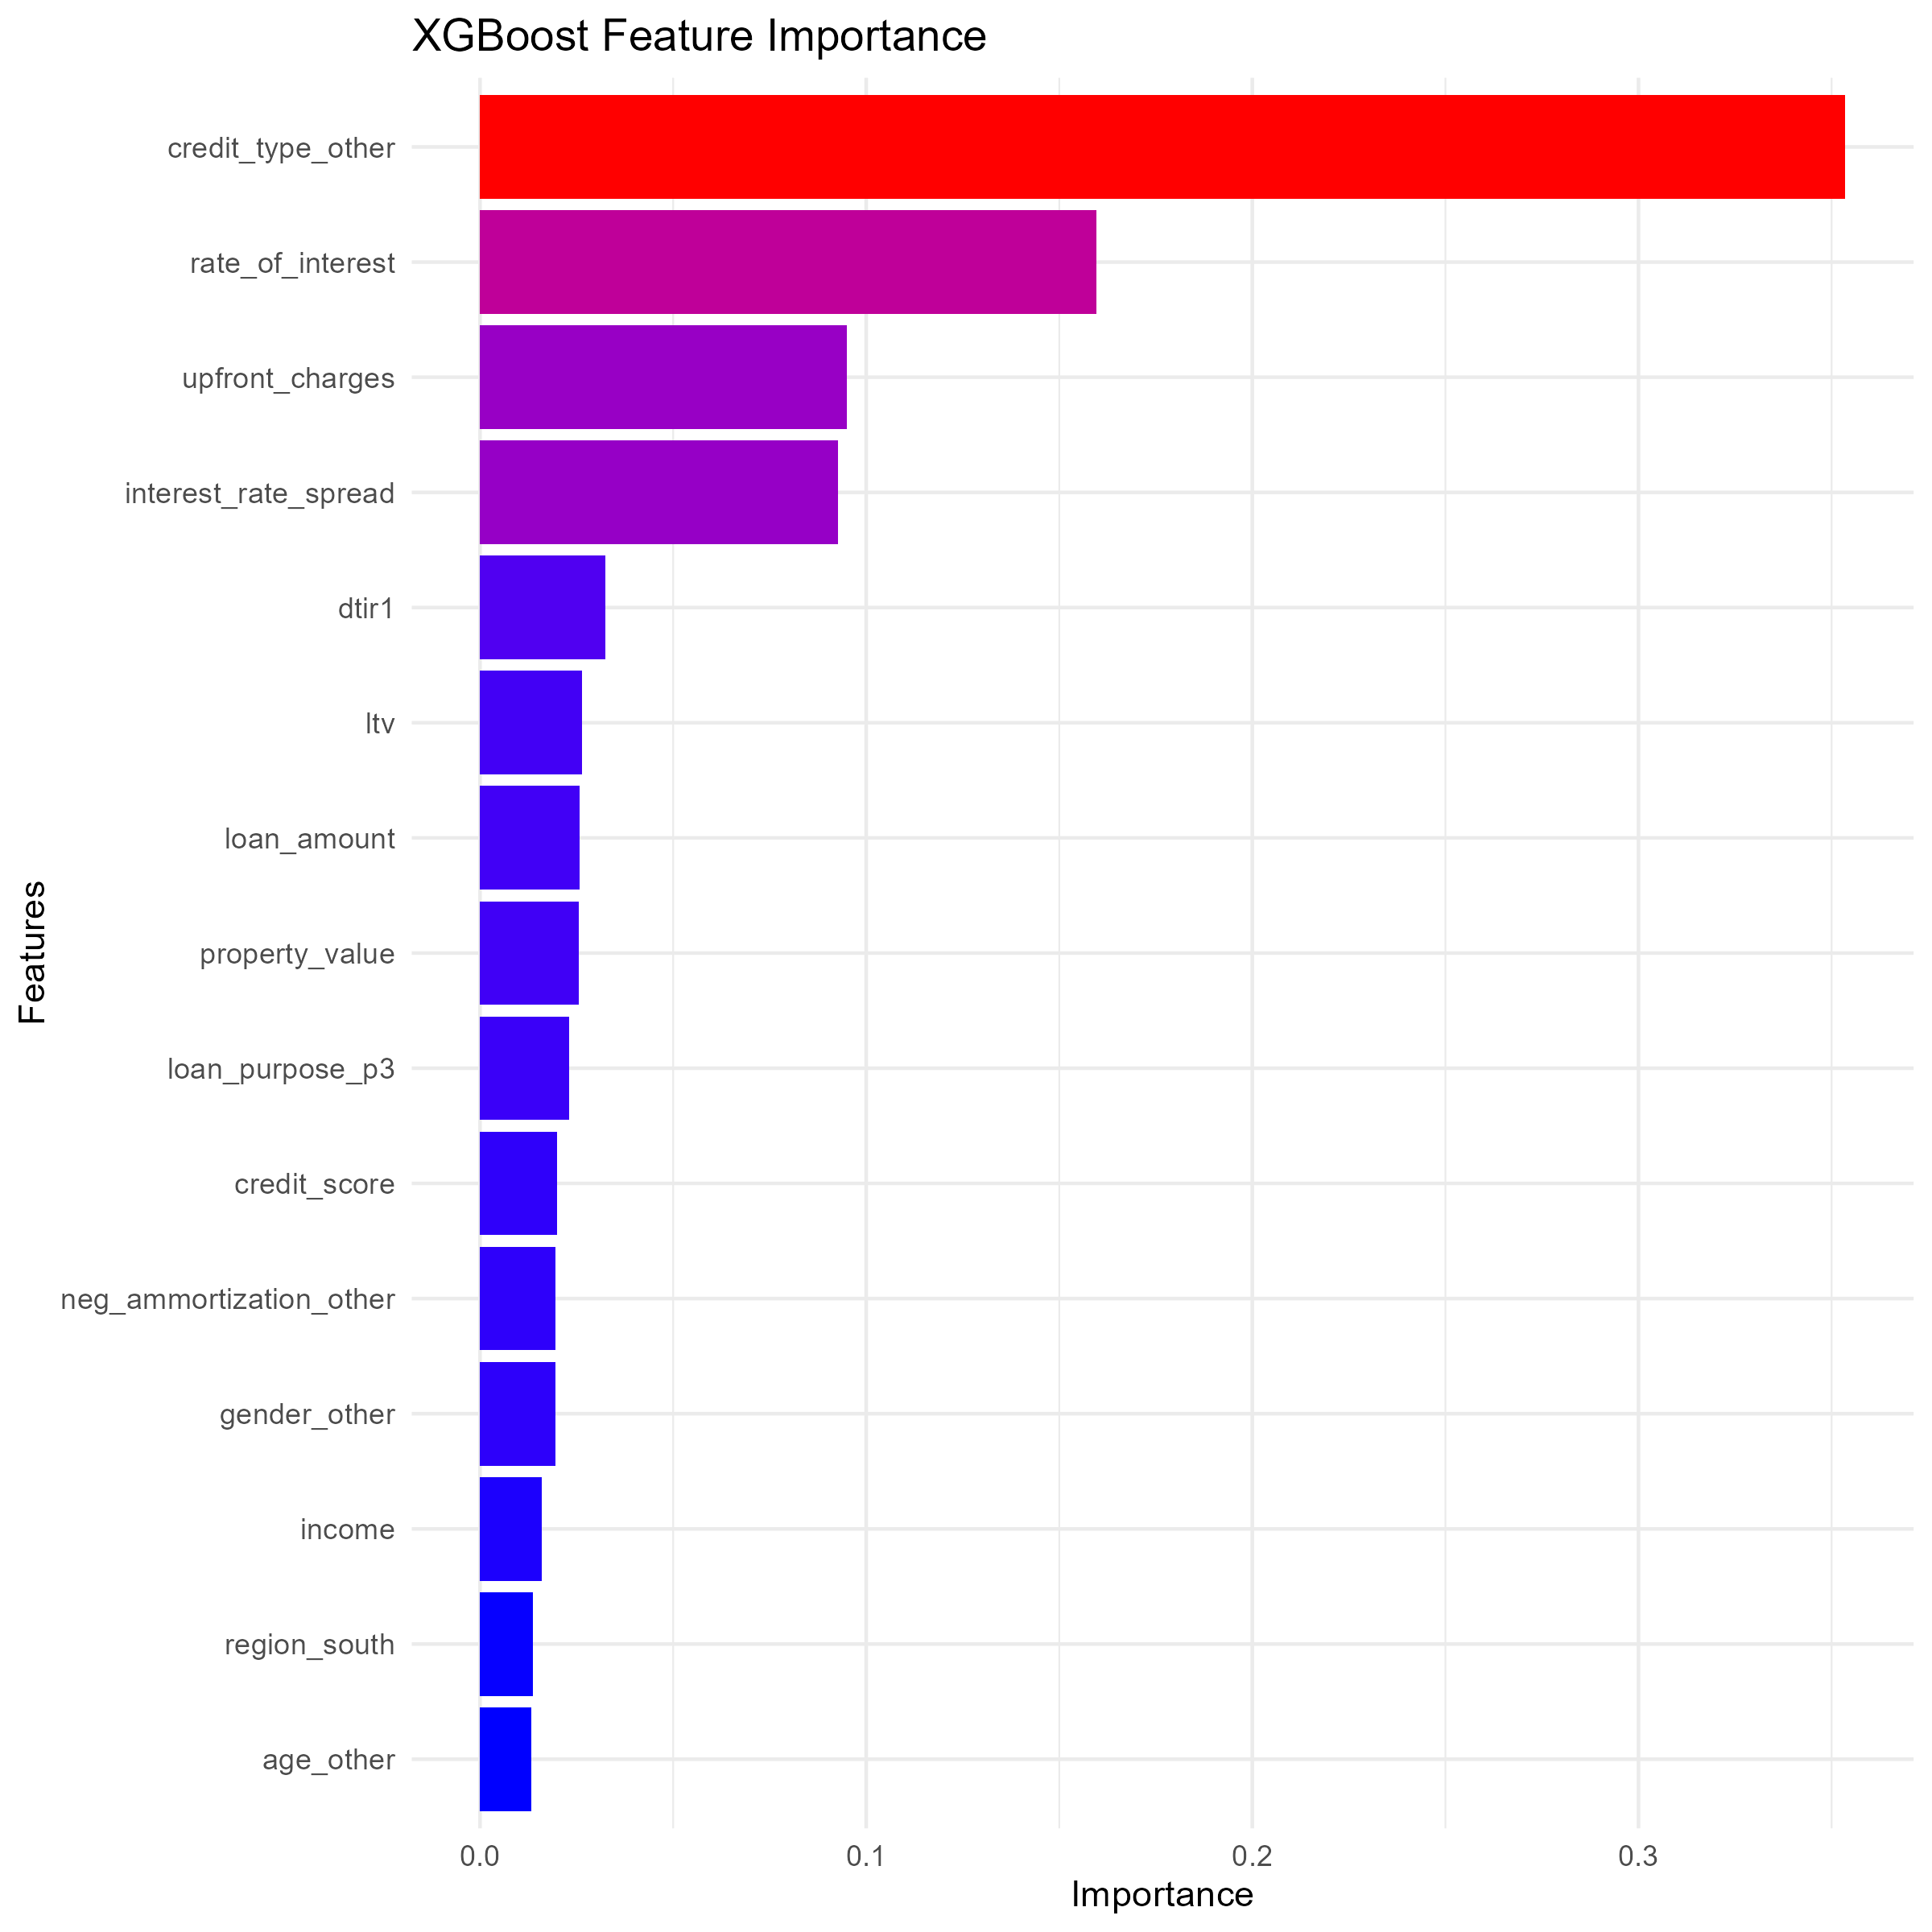 XGBoost Feature Importance
credit_type_other
rate_of_interest
upfront_charges
interest_rate_spread
dtir1
ltv
loan_amount
property_value
loan_purpose_p3
credit_score
neg_ammortization_other
gender_other
income
region_south
age_other
Features
0.0 0.1 0.2 0.3
Importance